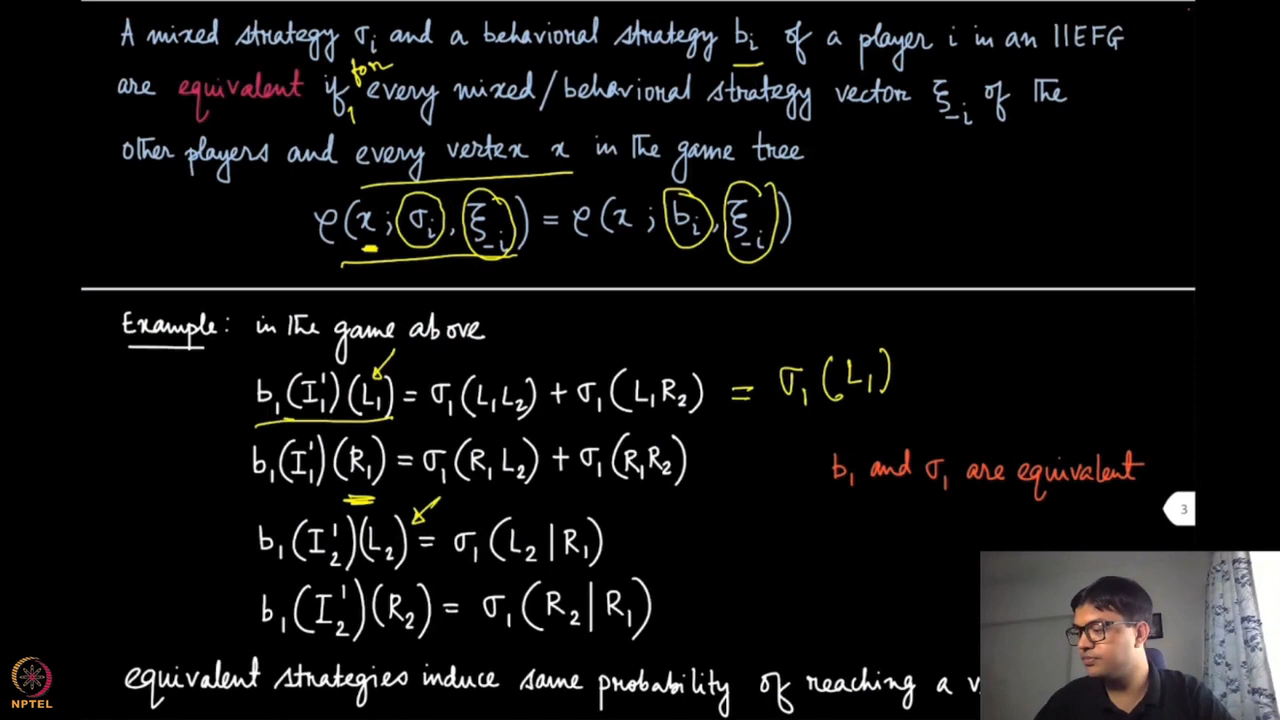 A mixed strategy σᵢ and a behavioral strategy bᵢ of a player i in an IIEFG
are equivalent if for every mixed/behavioral strategy vector ξ₋ᵢ of the
other players and every vertex x in the game tree
ρ(x; σᵢ, ξ₋ᵢ) = ρ(x; bᵢ, ξ₋ᵢ)
Example: in the game above
b₁(I₁¹)(L₁) = σ₁(L₁L₂) + σ₁(L₁R₂) = σ₁(L₁)
b₁(I₁¹)(R₁) = σ₁(R₁L₂) + σ₁(R₁R₂)
b₁ and σ₁ are equivalent
3
b₁(I₂¹)(L₂) = σ₁(L₂|R₁)
b₁(I₂¹)(R₂) = σ₁(R₂|R₁)
equivalent strategies induce same probability of reaching a
NPTEL